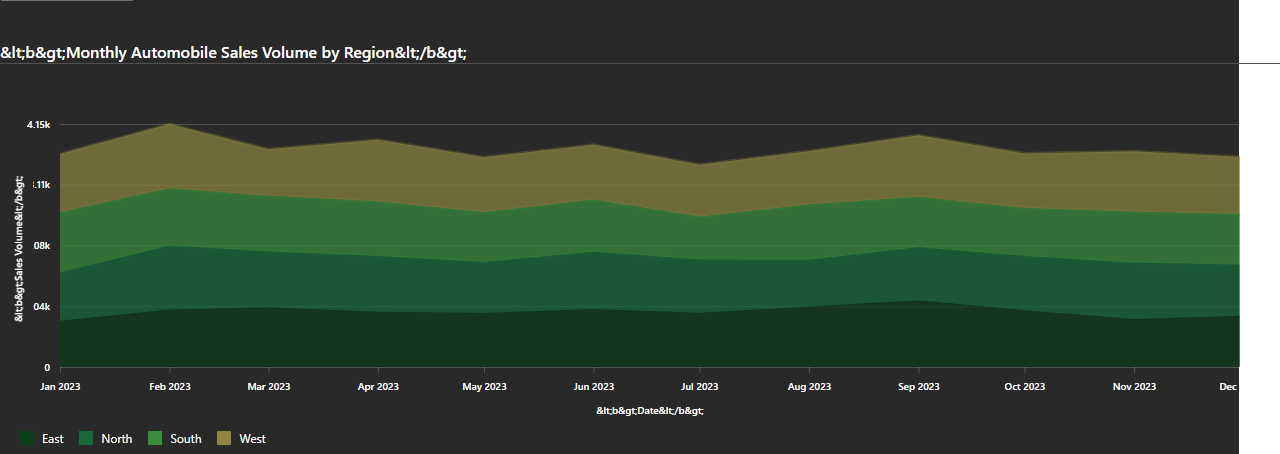 &lt;b&gt;Monthly Automobile Sales Volume by Region&lt;/b&gt;
4.15k
.11k
.08k
04k
0
&lt;b&gt;Sales Volume&lt;/b&gt;
Jan 2023 Feb 2023 Mar 2023 Apr 2023 May 2023 Jun 2023 Jul 2023 Aug 2023 Sep 2023 Oct 2023 Nov 2023 Dec
&lt;b&gt;Date&lt;/b&gt;
East North South West